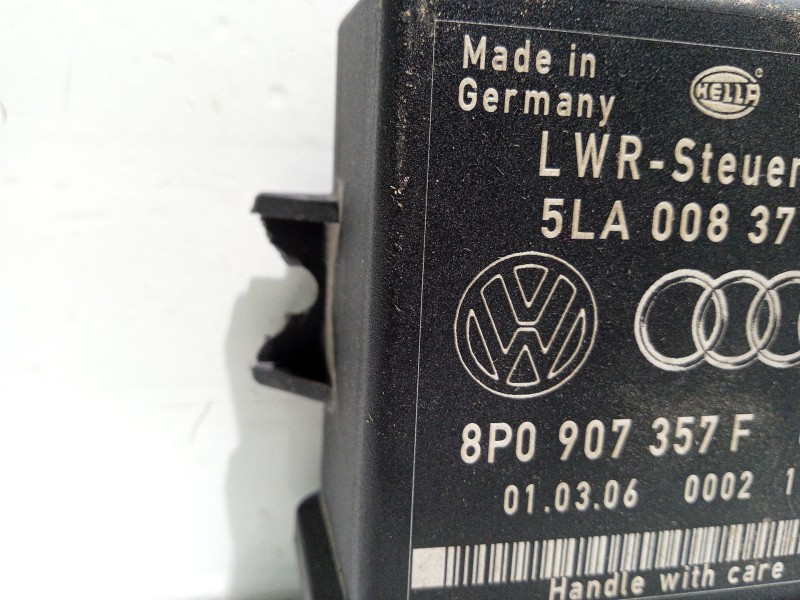 Made in
Germany
HELLA
LWR-Steuer
5LA 008 37
8P0 907 357 F
01.03.06 0002 1
Handle with care